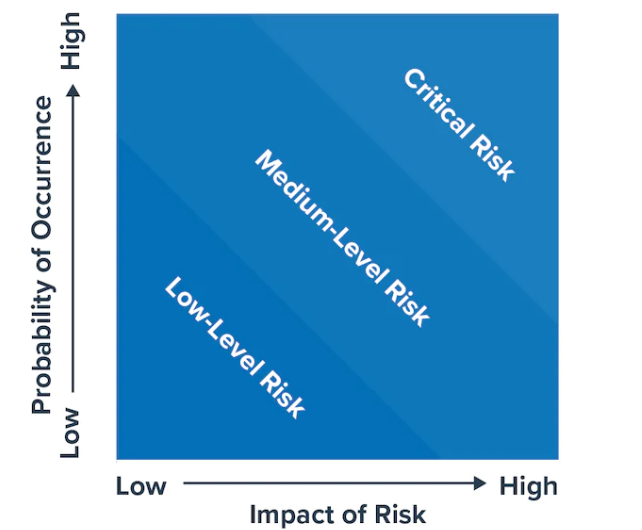 High
Probability of Occurrence
Low
Critical Risk
Medium-Level Risk
Low-Level Risk
Low
High
Impact of Risk